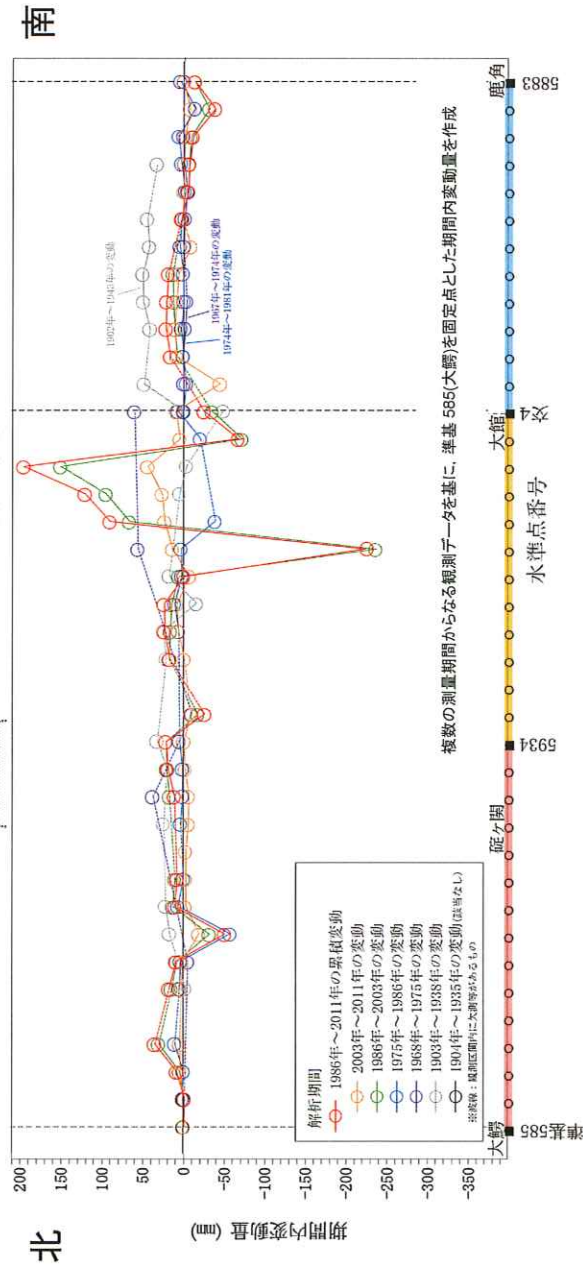 北
南
期間内変動量 (mm)
200
150
100
50
0
-50
-100
-150
-200
-250
-300
-350
1902年～1942年の変動
1967年～1974年の変動
1974年～1981年の変動
複数の測量期間からなる観測データを基に、準基 585(大鰐)を固定点とした期間内変動量を作成
解析期間
1986年～2011年の累積変動
2003年～2011年の変動
1986年～2003年の変動
1975年～1986年の変動
1968年～1975年の変動
1903年～1938年の変動
1904年～1935年の変動(該当なし)
※波線：観測区間内に欠測等があるもの
大鰐
碇ヶ関
大館
鹿角
準基585
5934
交4
5883
水準点番号